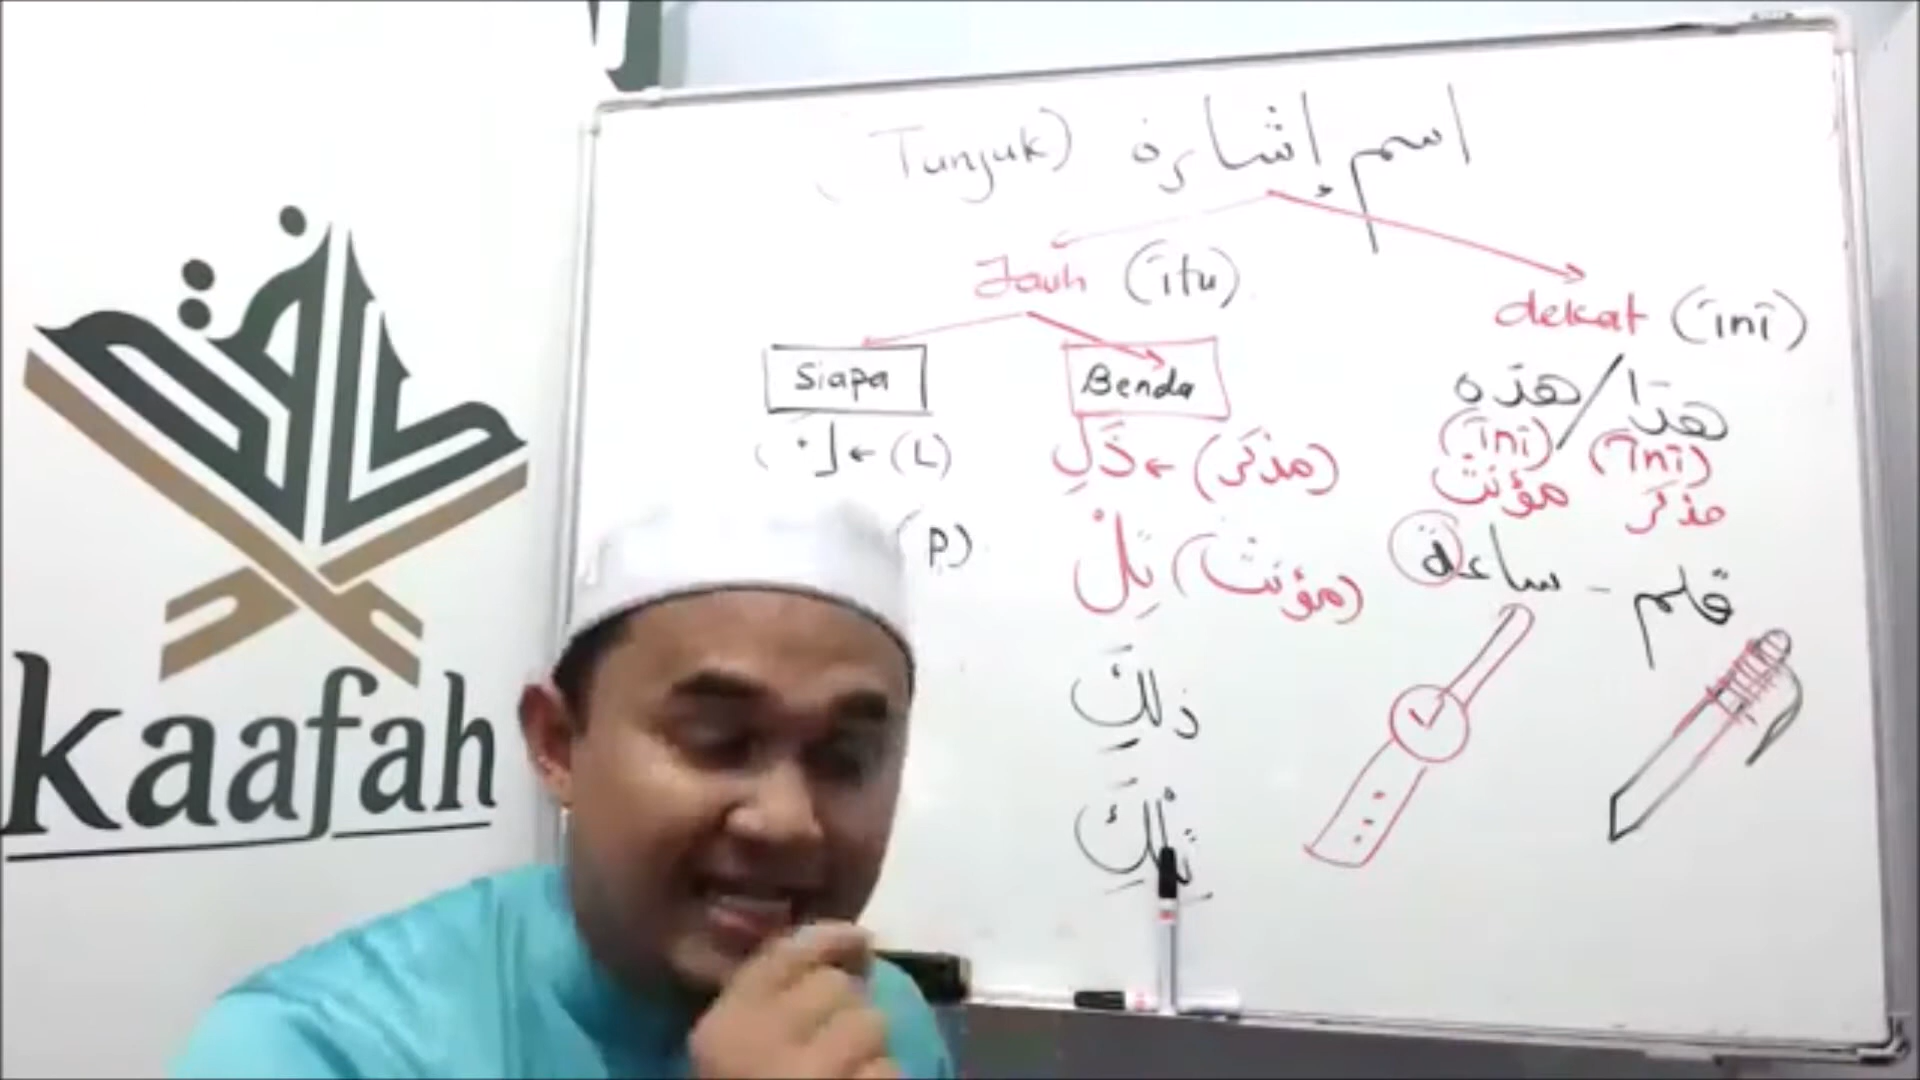 اسم إشارة (Tunjuk)
Jauh (itu)
dekat (ini)
Siapa
Benda
هذا / هذه
(ini) (ini)
مذكر مؤنث
(L) ←
ذَلِ ← (مذكر)
(P)
تِلْ (مؤنث)
قلم - ساعة
ذلِكَ
تِلْكَ
kaafah